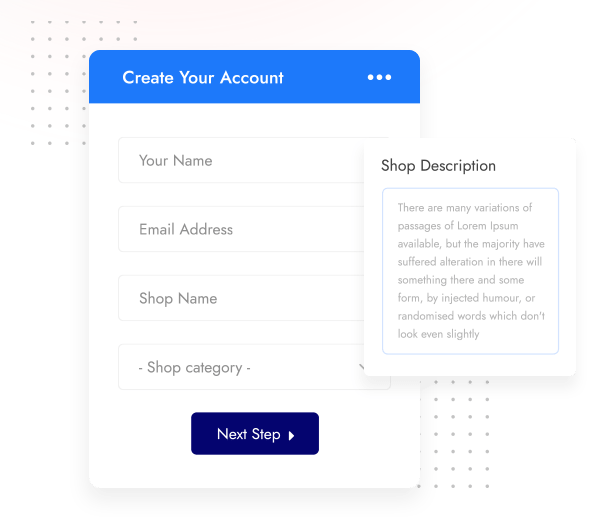 Create Your Account
Your Name
Email Address
Shop Name
- Shop category -
Next Step
Shop Description
There are many variations of
passages of Lorem Ipsum
available, but the majority have
suffered alteration in there will
something there and some
form, by injected humour, or
randomised words which don't
look even slightly